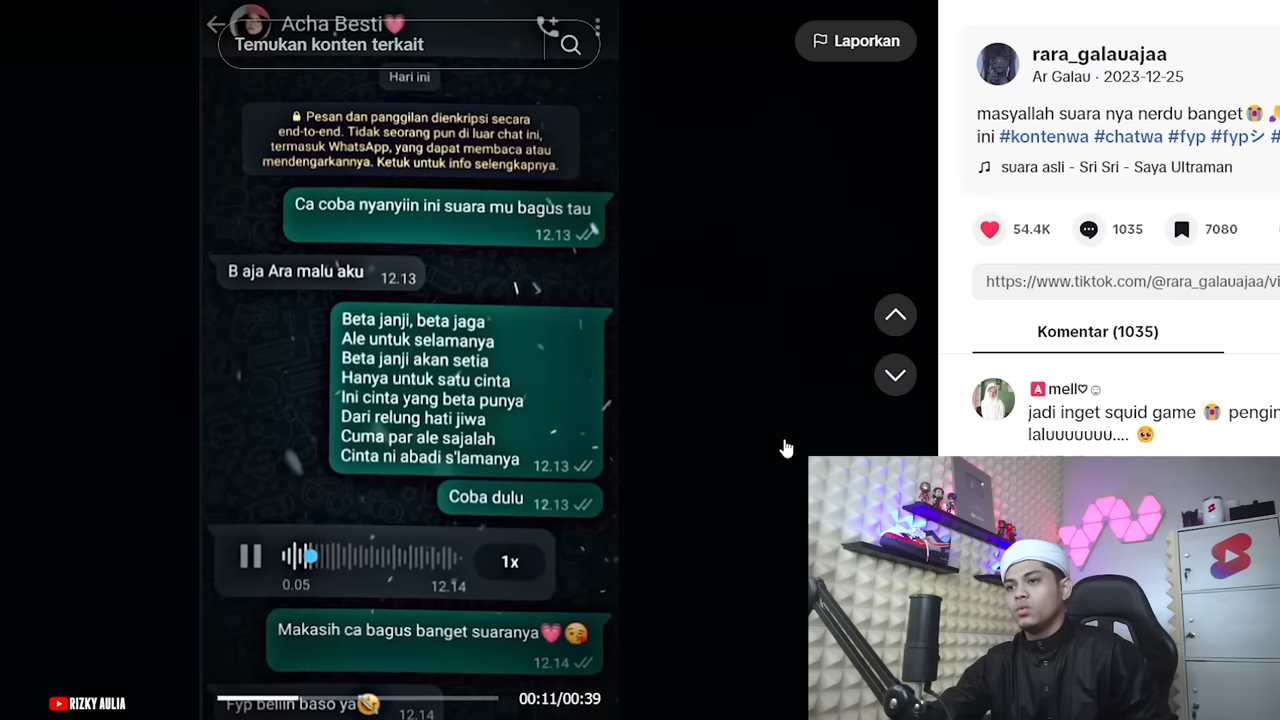 Acha Besti💗
Temukan konten terkait
Hari ini
🔒 Pesan dan panggilan dienkripsi secara
end-to-end. Tidak seorang pun di luar chat ini,
termasuk WhatsApp, yang dapat membaca atau
mendengarkannya. Ketuk untuk info selengkapnya.
Ca coba nyanyiin ini suara mu bagus tau
12.13
B aja Ara malu aku 12.13
Beta janji, beta jaga
Ale untuk selamanya
Beta janji akan setia
Hanya untuk satu cinta
Ini cinta yang beta punya
Dari relung hati jiwa
Cuma par ale sajalah
Cinta ni abadi s'lamanya 12.13
Coba dulu 12.13
1x
0.05 12.14
Makasih ca bagus banget suaranya💗😘
12.14
Fyp beliin baso ya🤣
12.14
00:11/00:39
RIZKY AULIA
Laporkan
rara_galauajaa
Ar Galau · 2023-12-25
masyallah suara nya nerdu banget😭
ini #kontenwa #chatwa #fyp #fypシ #
suara asli - Sri Sri - Saya Ultraman
54.4K 1035 7080
https://www.tiktok.com/@rara_galauajaa/vi
Komentar (1035)
🅰mell♡☺
jadi inget squid game 😭 pengin
laluuuuuuu.... 🥺